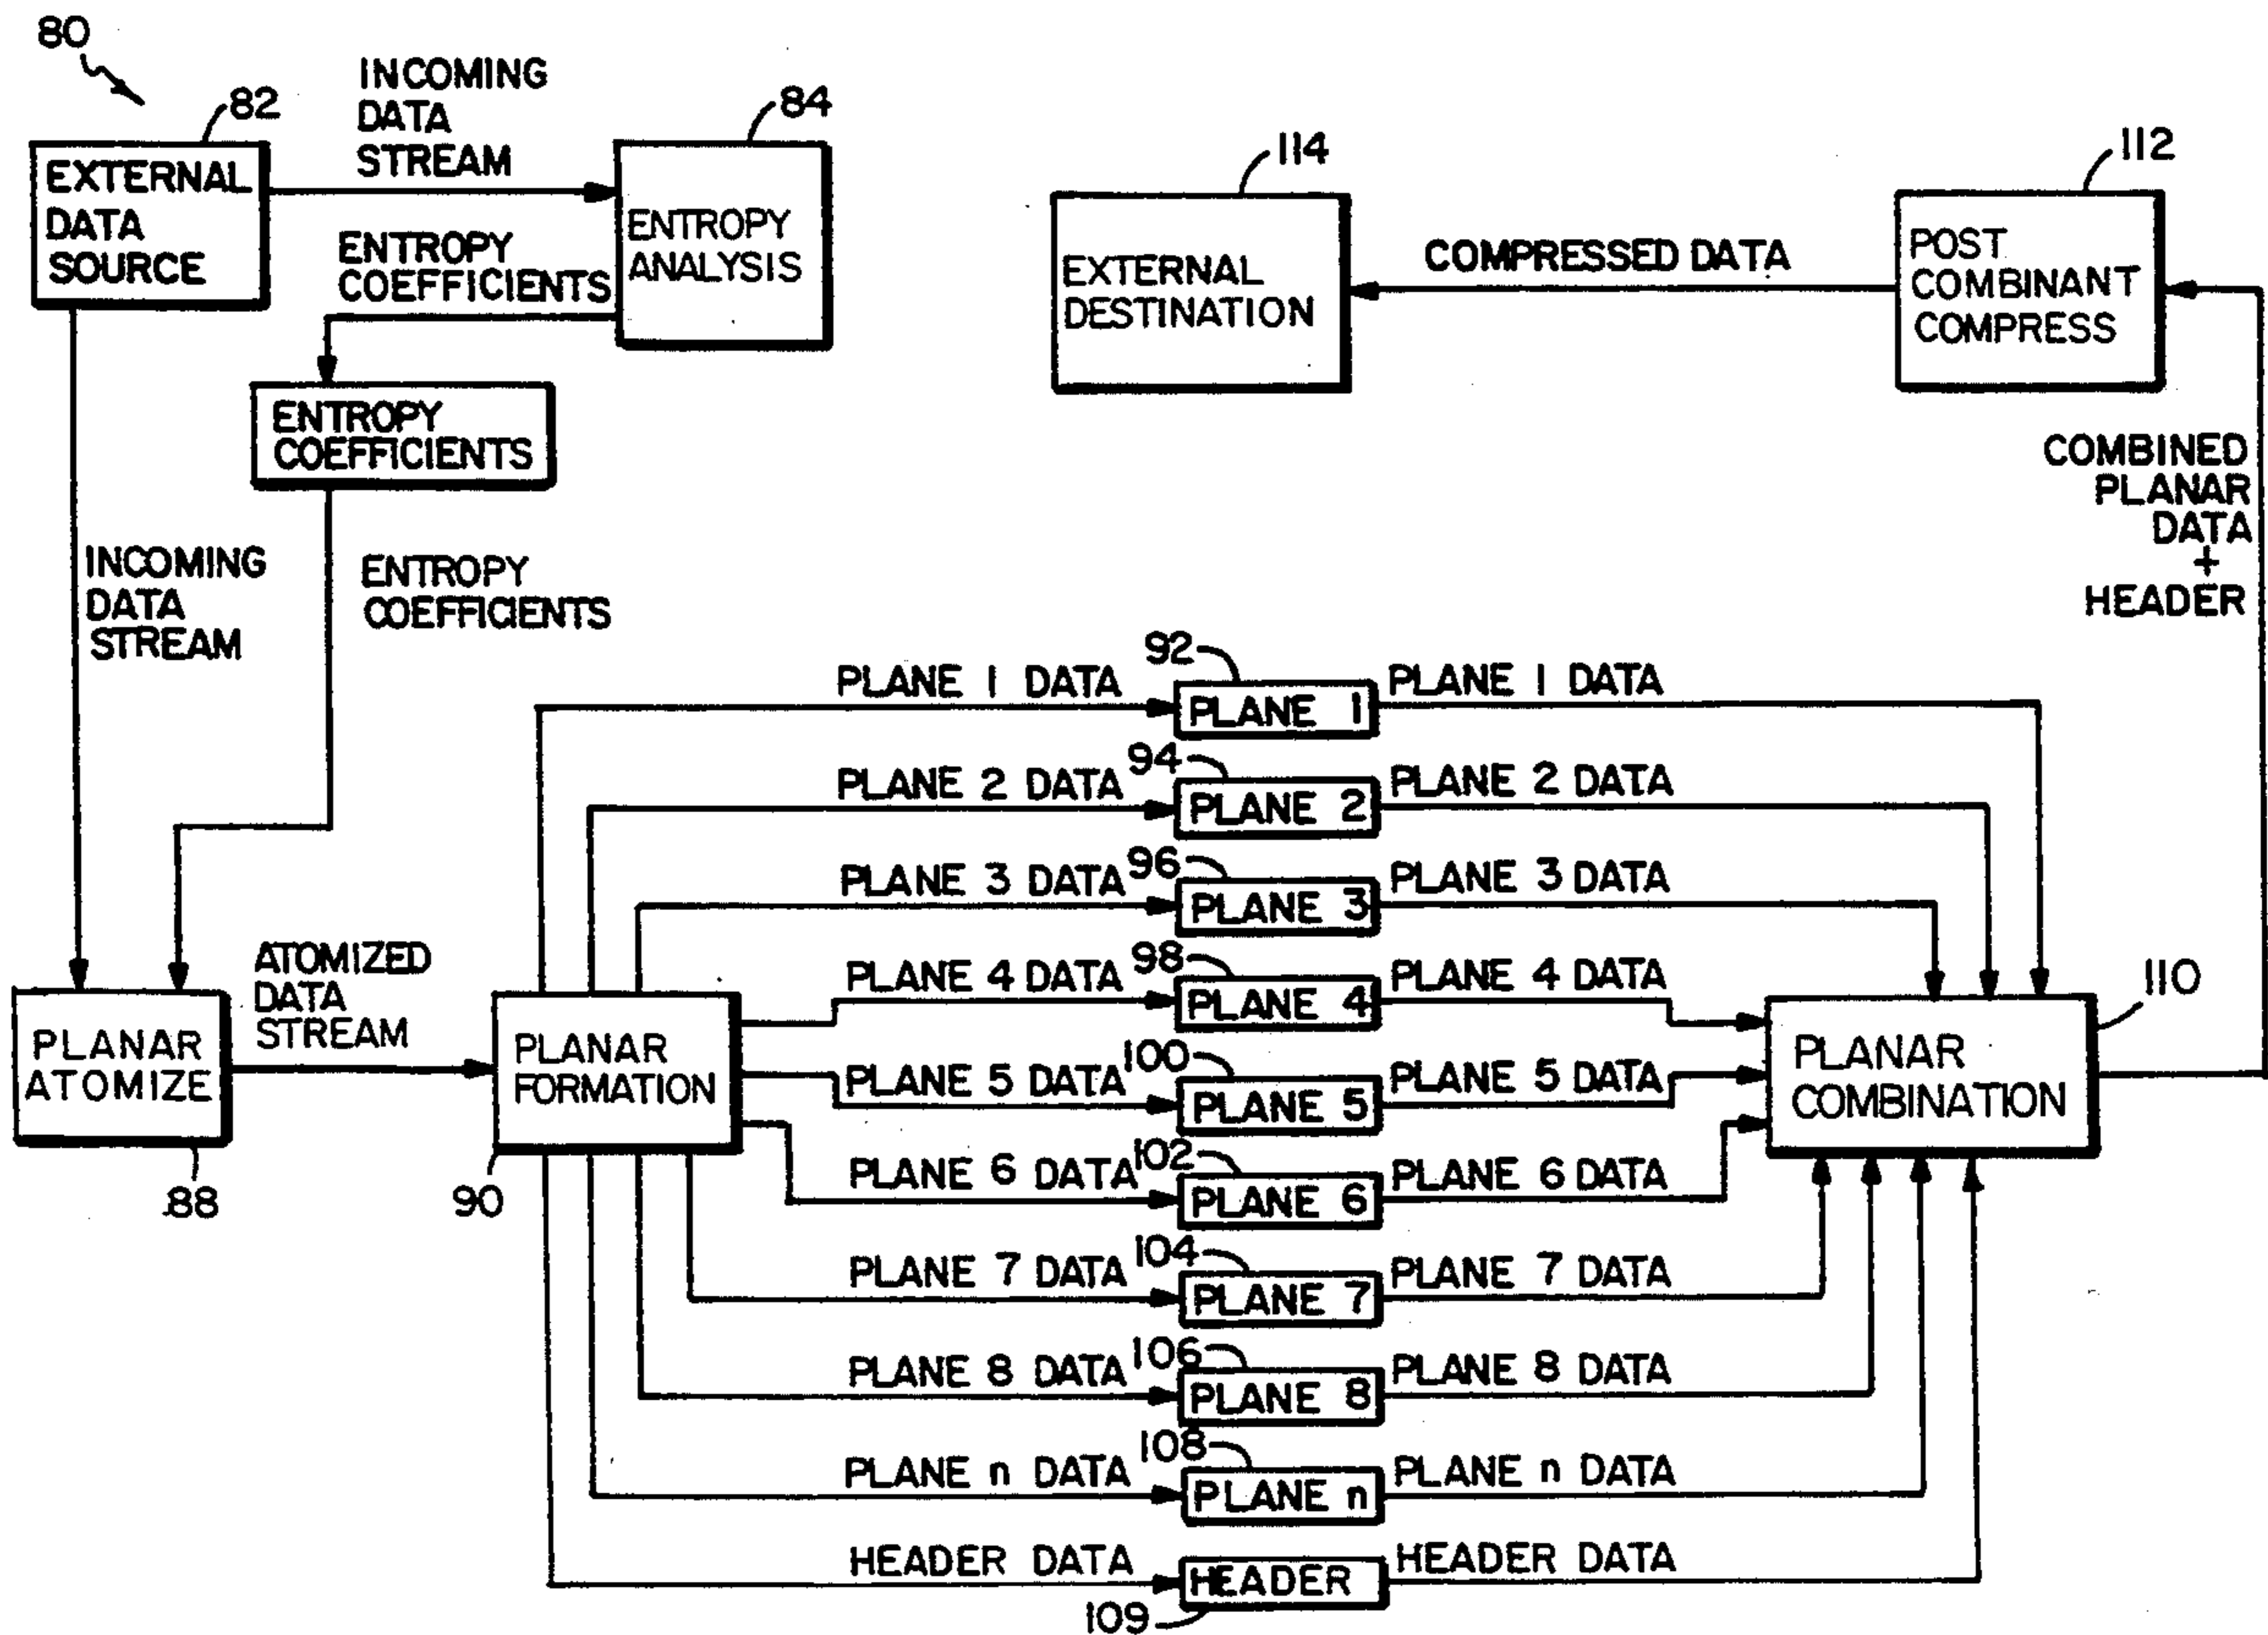 80
82
INCOMING
DATA
STREAM
84
EXTERNAL
DATA
SOURCE
ENTROPY
ANALYSIS
ENTROPY
COEFFICIENTS
114
EXTERNAL
DESTINATION
COMPRESSED DATA
112
POST
COMBINANT
COMPRESS
ENTROPY
COEFFICIENTS
COMBINED
PLANAR
DATA
+
HEADER
INCOMING
DATA
STREAM
ENTROPY
COEFFICIENTS
PLANE 1 DATA
92
PLANE 1
PLANE 1 DATA
PLANE 2 DATA
94
PLANE 2
PLANE 2 DATA
PLANE 3 DATA
96
PLANE 3
PLANE 3 DATA
PLANE 4 DATA
98
PLANE 4
PLANE 4 DATA
ATOMIZED
DATA
STREAM
PLANAR
ATOMIZE
88
PLANAR
FORMATION
90
PLANE 5 DATA
100
PLANE 5
PLANE 5 DATA
110
PLANAR
COMBINATION
PLANE 6 DATA
102
PLANE 6
PLANE 6 DATA
PLANE 7 DATA
104
PLANE 7
PLANE 7 DATA
PLANE 8 DATA
106
PLANE 8
PLANE 8 DATA
PLANE n DATA
108
PLANE n
PLANE n DATA
HEADER DATA
HEADER
109
HEADER DATA